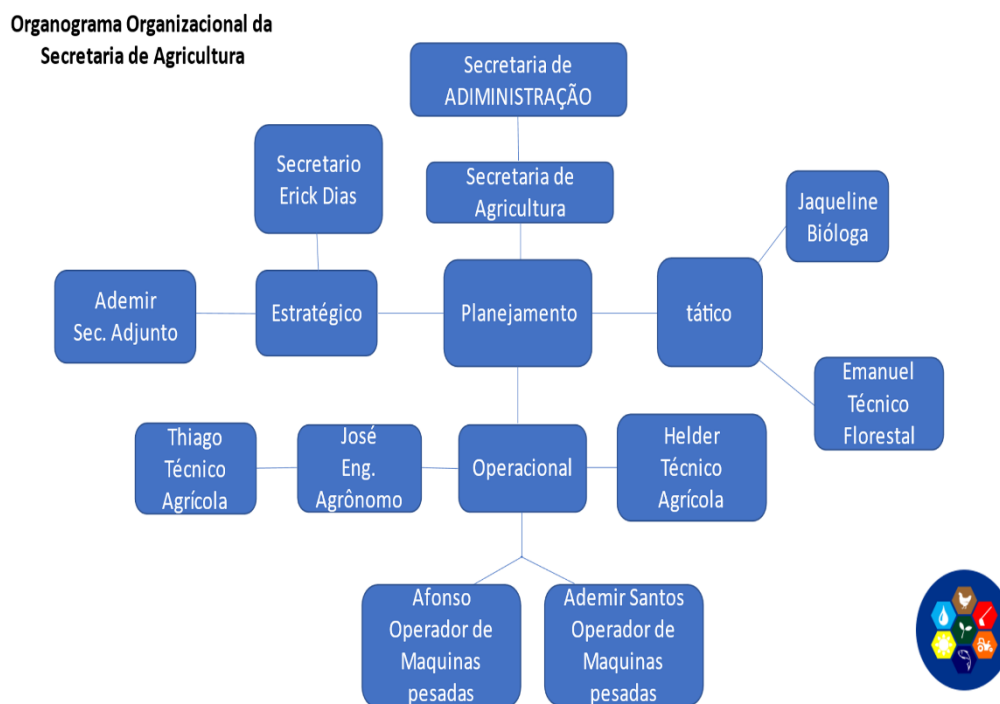 Organograma Organizacional da
Secretaria de Agricultura
Secretaria de
ADIMINISTRAÇÃO
Secretario
Erick Dias
Secretaria de
Agricultura
Jaqueline
Bióloga
Ademir
Sec. Adjunto
Estratégico
Planejamento
tático
Emanuel
Técnico
Florestal
Thiago
Técnico
Agrícola
José
Eng.
Agrônomo
Operacional
Helder
Técnico
Agrícola
Afonso
Operador de
Maquinas
pesadas
Ademir Santos
Operador de
Maquinas
pesadas